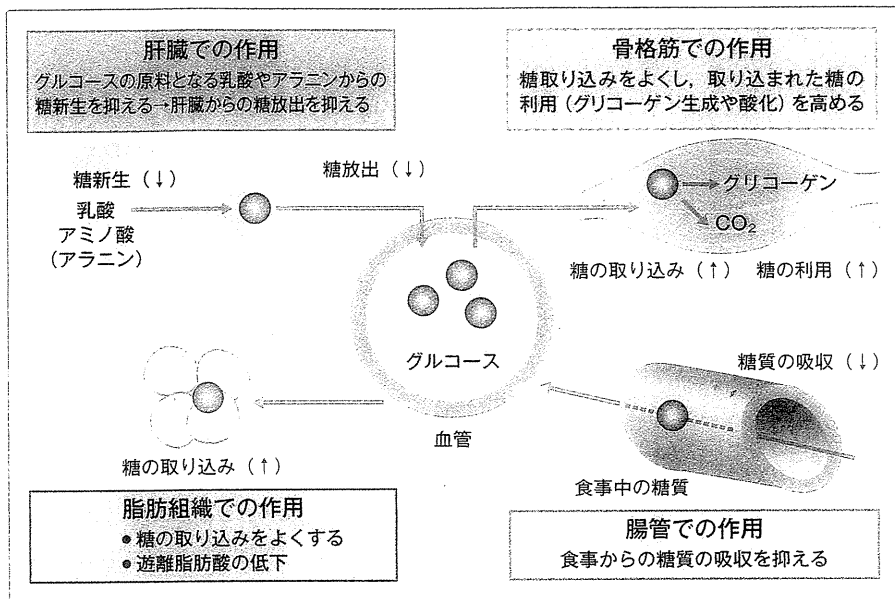 肝臓での作用
グルコースの原料となる乳酸やアラニンからの
糖新生を抑える→肝臓からの糖放出を抑える
骨格筋での作用
糖取り込みをよくし，取り込まれた糖の
利用（グリコーゲン生成や酸化）を高める
糖新生（↓）
乳酸
アミノ酸
（アラニン）
糖放出（↓）
グリコーゲン
CO₂
糖の取り込み（↑） 糖の利用（↑）
グルコース
血管
糖の取り込み（↑）
糖質の吸収（↓）
食事中の糖質
脂肪組織での作用
●糖の取り込みをよくする
●遊離脂肪酸の低下
腸管での作用
食事からの糖質の吸収を抑える